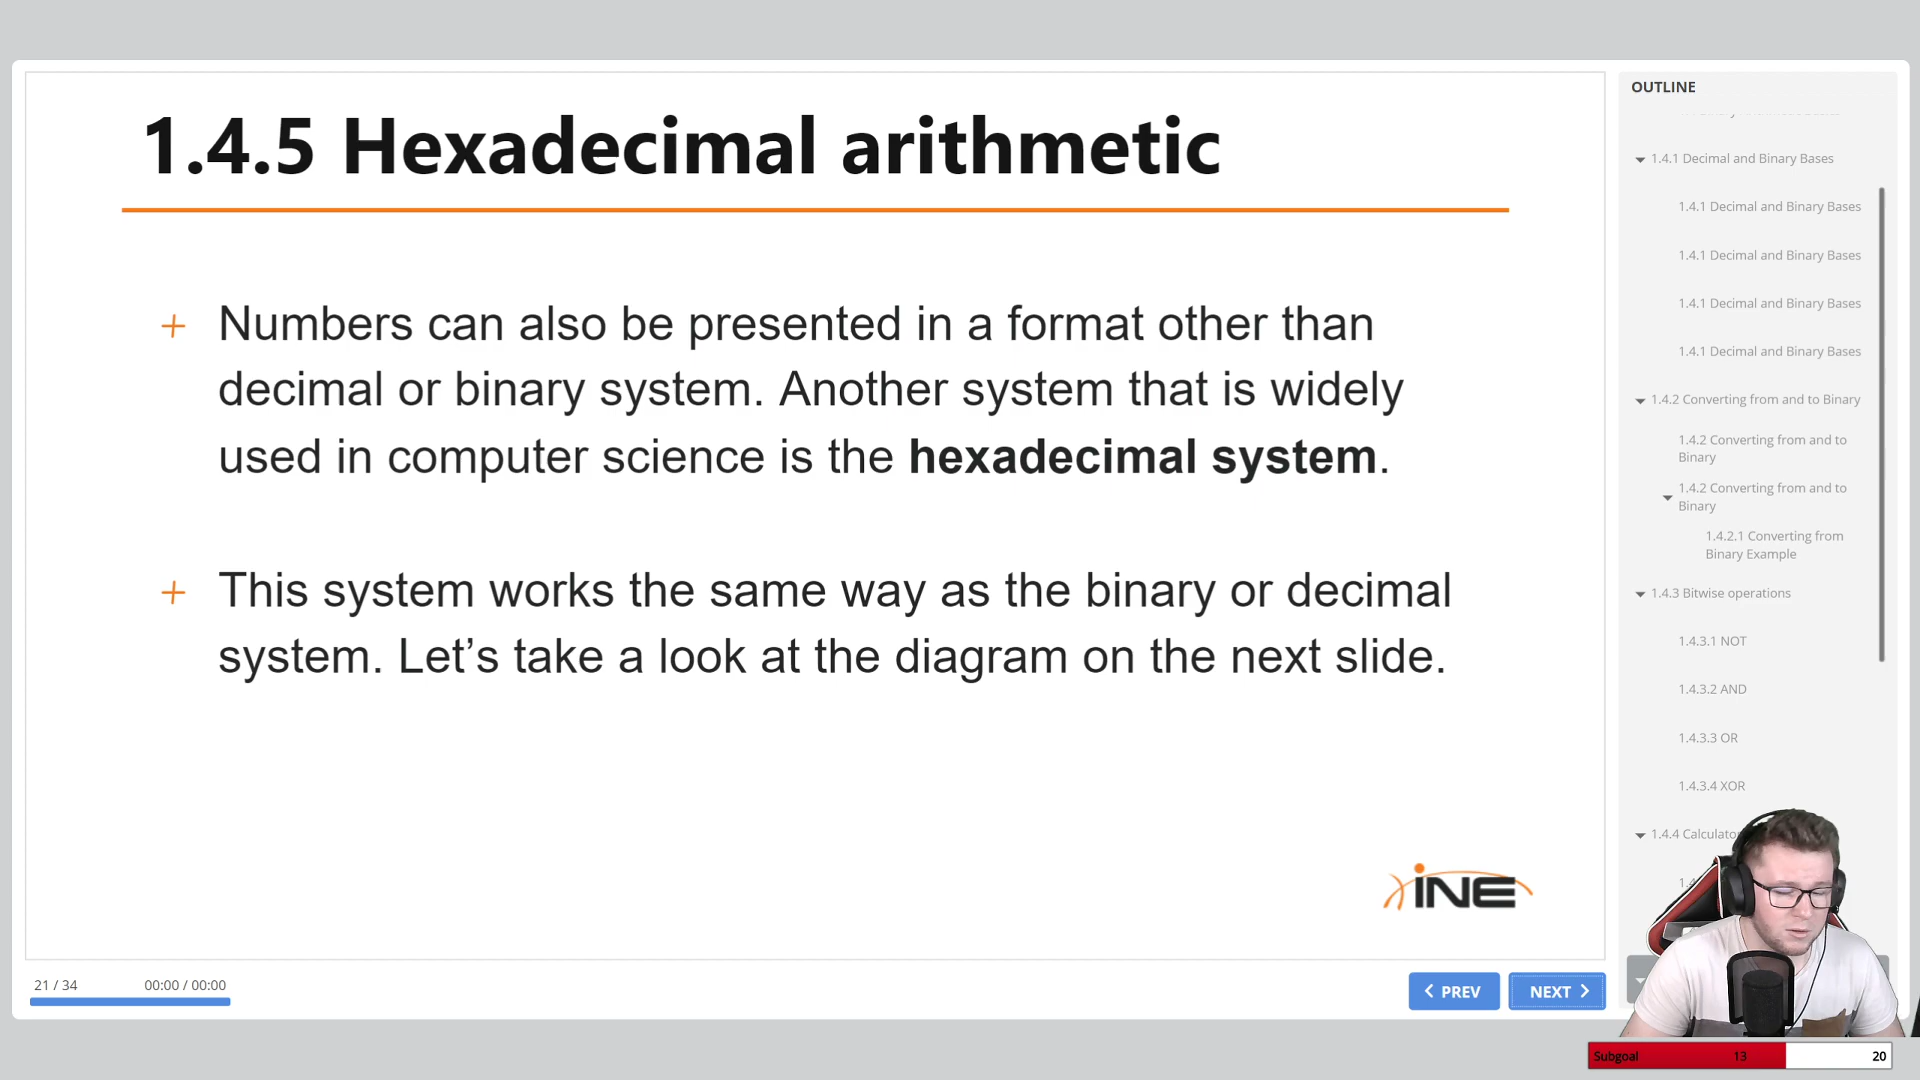 1.4.5 Hexadecimal arithmetic
+ Numbers can also be presented in a format other than
decimal or binary system. Another system that is widely
used in computer science is the hexadecimal system.
+ This system works the same way as the binary or decimal
system. Let’s take a look at the diagram on the next slide.
INE
21 / 34
00:00 / 00:00
PREV
NEXT
OUTLINE
1.4.1 Decimal and Binary Bases
1.4.1 Decimal and Binary Bases
1.4.1 Decimal and Binary Bases
1.4.1 Decimal and Binary Bases
1.4.1 Decimal and Binary Bases
1.4.2 Converting from and to Binary
1.4.2 Converting from and to
Binary
1.4.2 Converting from and to
Binary
1.4.2.1 Converting from
Binary Example
1.4.3 Bitwise operations
1.4.3.1 NOT
1.4.3.2 AND
1.4.3.3 OR
1.4.3.4 XOR
1.4.4 Calculator
Subgoal 13 20